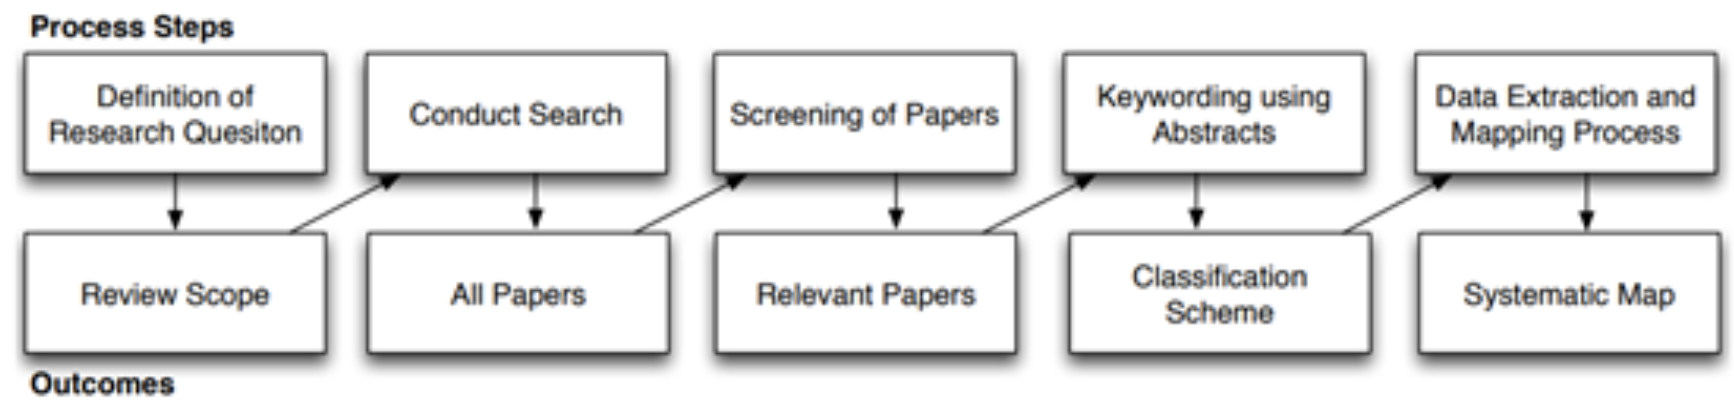 Process Steps
Definition of
Research Quesiton
Conduct Search
Screening of Papers
Keywording using
Abstracts
Data Extraction and
Mapping Process
Review Scope
All Papers
Relevant Papers
Classification
Scheme
Systematic Map
Outcomes